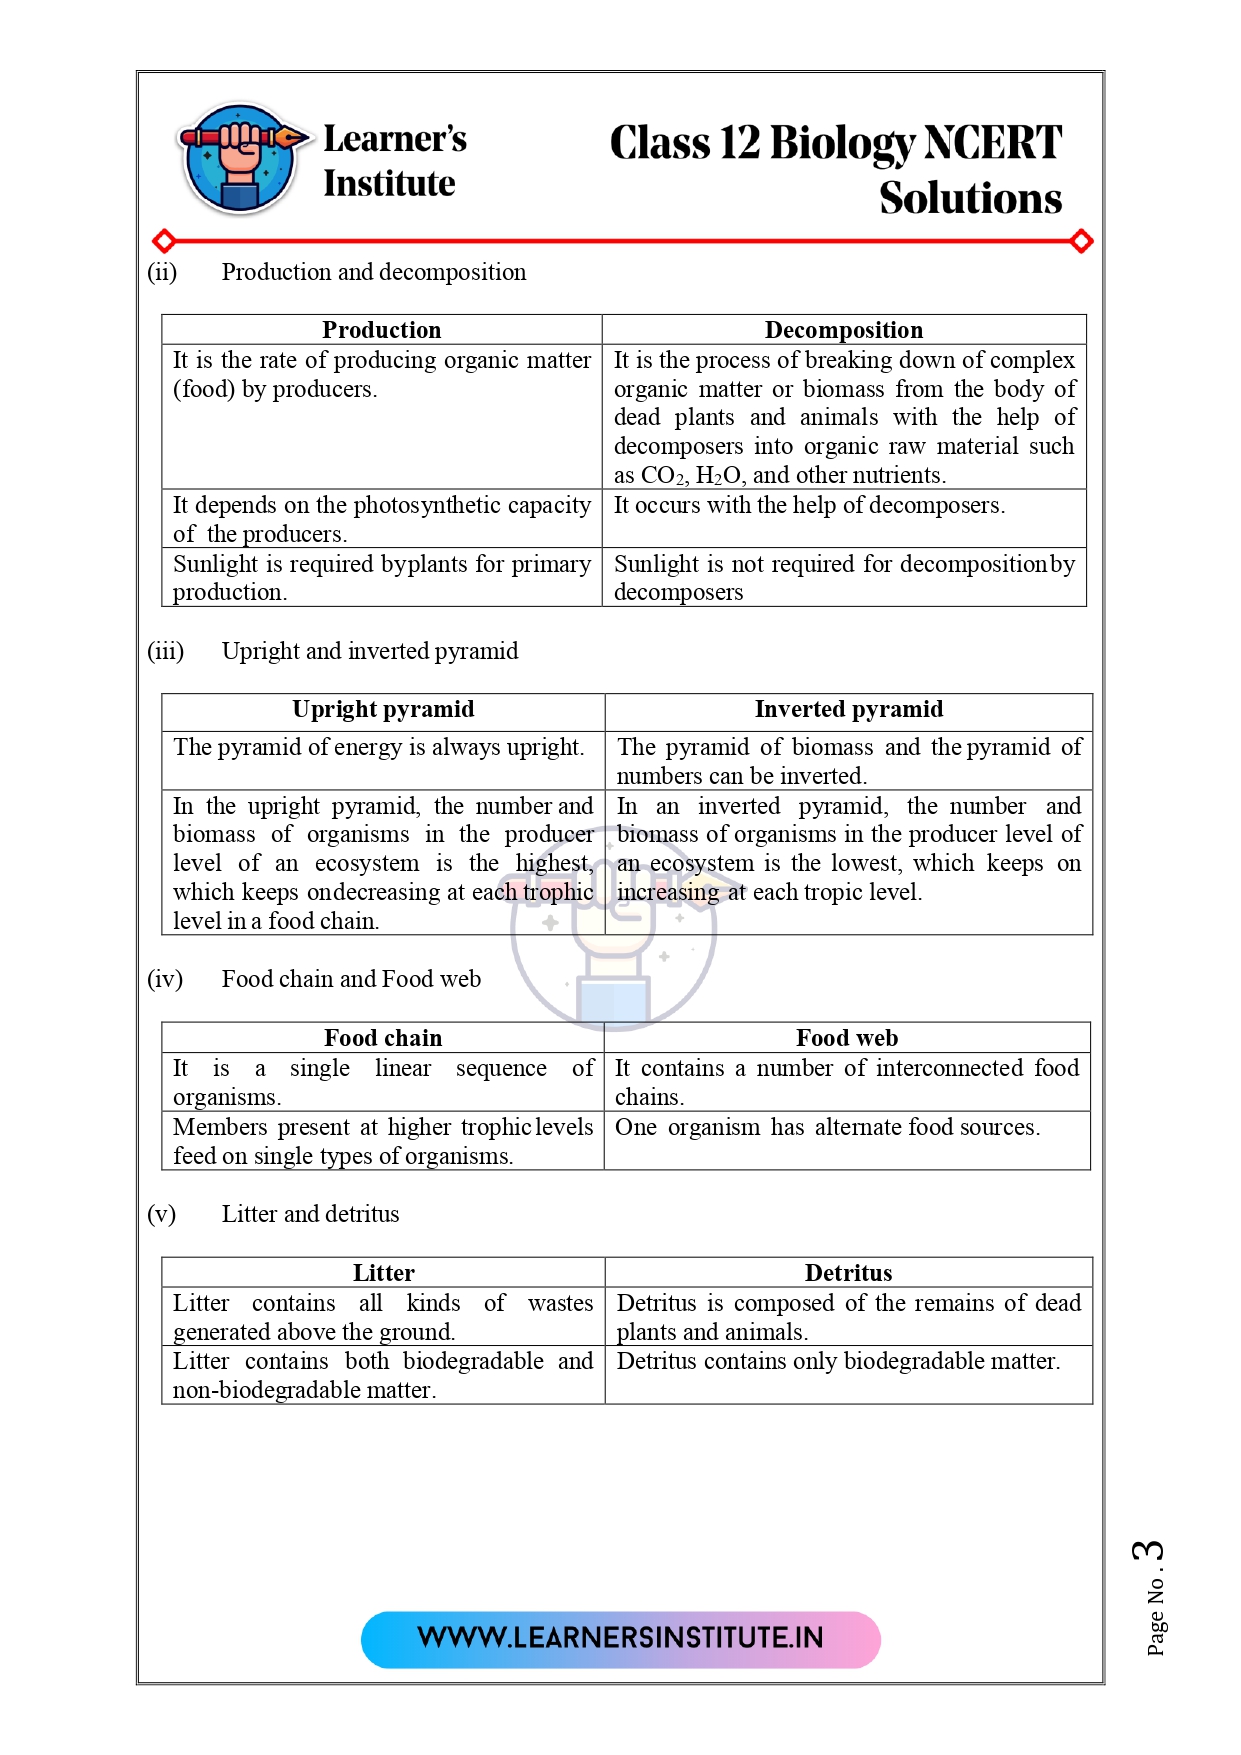 Learner's
Institute
Class 12 Biology NCERT
Solutions
(ii) Production and decomposition
Production Decomposition
It is the rate of producing organic matter
(food) by producers.
It is the process of breaking down of complex
organic matter or biomass from the body of
dead plants and animals with the help of
decomposers into organic raw material such
as CO2, H2O, and other nutrients.
It depends on the photosynthetic capacity
of the producers.
It occurs with the help of decomposers.
Sunlight is required byplants for primary
production.
Sunlight is not required for decompositionby
decomposers
(iii) Upright and inverted pyramid
Upright pyramid Inverted pyramid
The pyramid of energy is always upright.
The pyramid of biomass and the pyramid of
numbers can be inverted.
In the upright pyramid, the number and
biomass of organisms in the producer
level of an ecosystem is the highest,
which keeps ondecreasing at each trophic
level in a food chain.
In an inverted pyramid, the number and
biomass of organisms in the producer level of
an ecosystem is the lowest, which keeps on
increasing at each tropic level.
(iv) Food chain and Food web
Food chain Food web
It is a single linear sequence of
organisms.
It contains a number of interconnected food
chains.
Members present at higher trophic levels
feed on single types of organisms.
One organism has alternate food sources.
(v) Litter and detritus
Litter Detritus
Litter contains all kinds of wastes
generated above the ground.
Detritus is composed of the remains of dead
plants and animals.
Litter contains both biodegradable and
non-biodegradable matter.
Detritus contains only biodegradable matter.
Page No . 3
WWW.LEARNERSINSTITUTE.IN